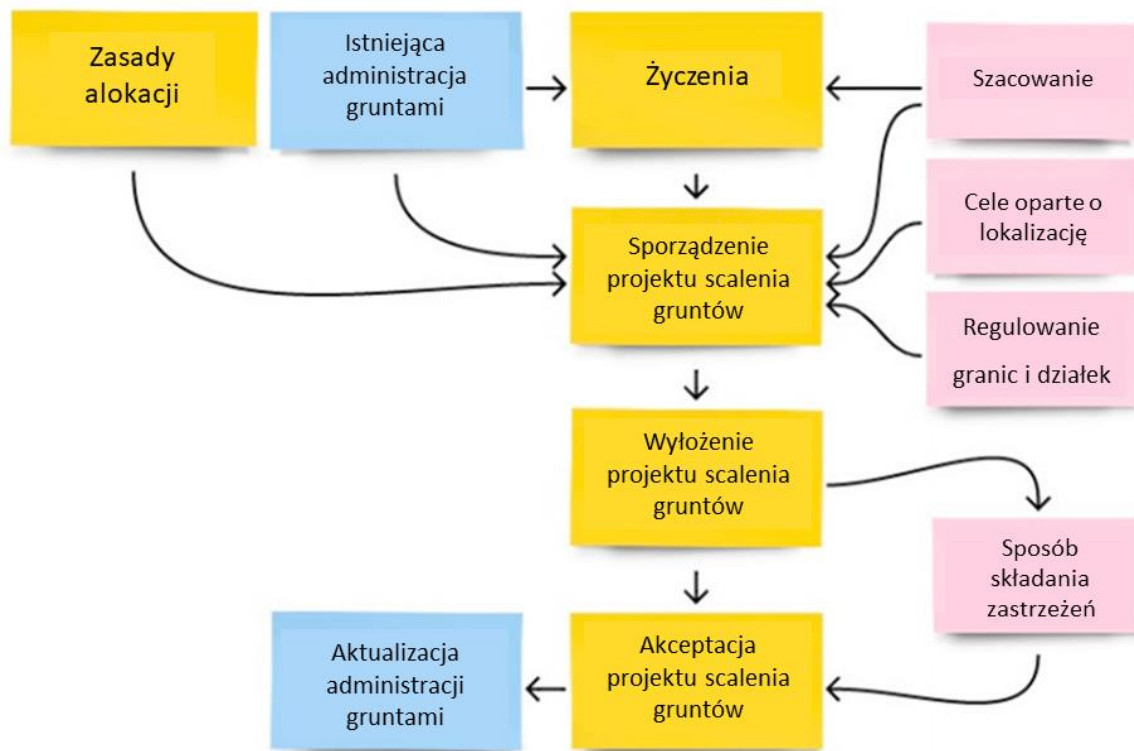 Zasady
alokacji
Istniejąca
administracja
gruntami
Życzenia
Szacowanie
Cele oparte o
lokalizację
Sporządzenie
projektu scalenia
gruntów
Regulowanie
granic i działek
Wyłożenie
projektu scalenia
gruntów
Sposób
składania
zastrzeżeń
Aktualizacja
administracji
gruntami
Akceptacja
projektu scalenia
gruntów